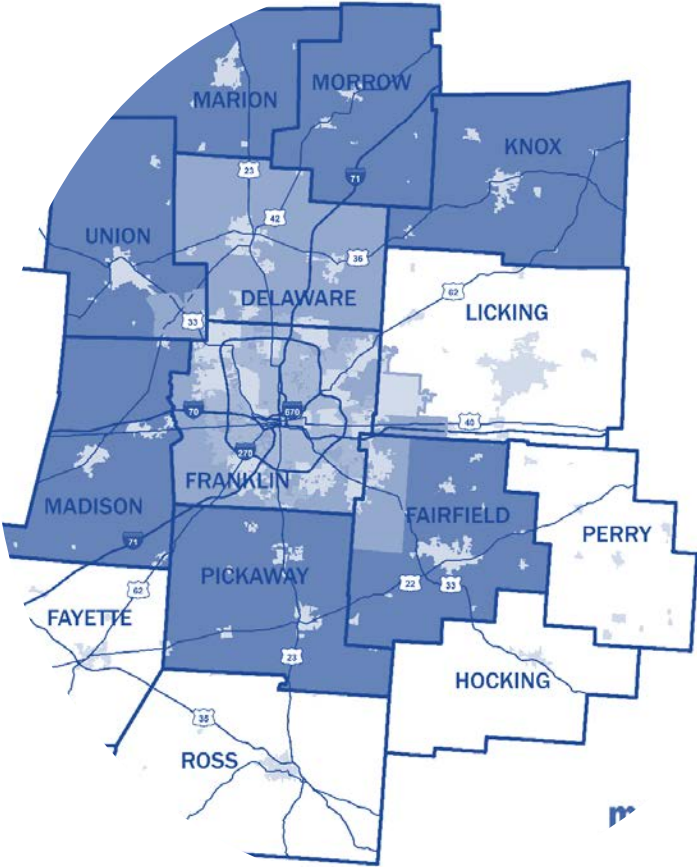 MARION
MORROW
KNOX
23
71
42
UNION
36
DELAWARE
62
LICKING
33
70
670
40
270
FRANKLIN
MADISON
FAIRFIELD
PERRY
71
PICKAWAY
22
33
62
FAYETTE
23
HOCKING
35
ROSS